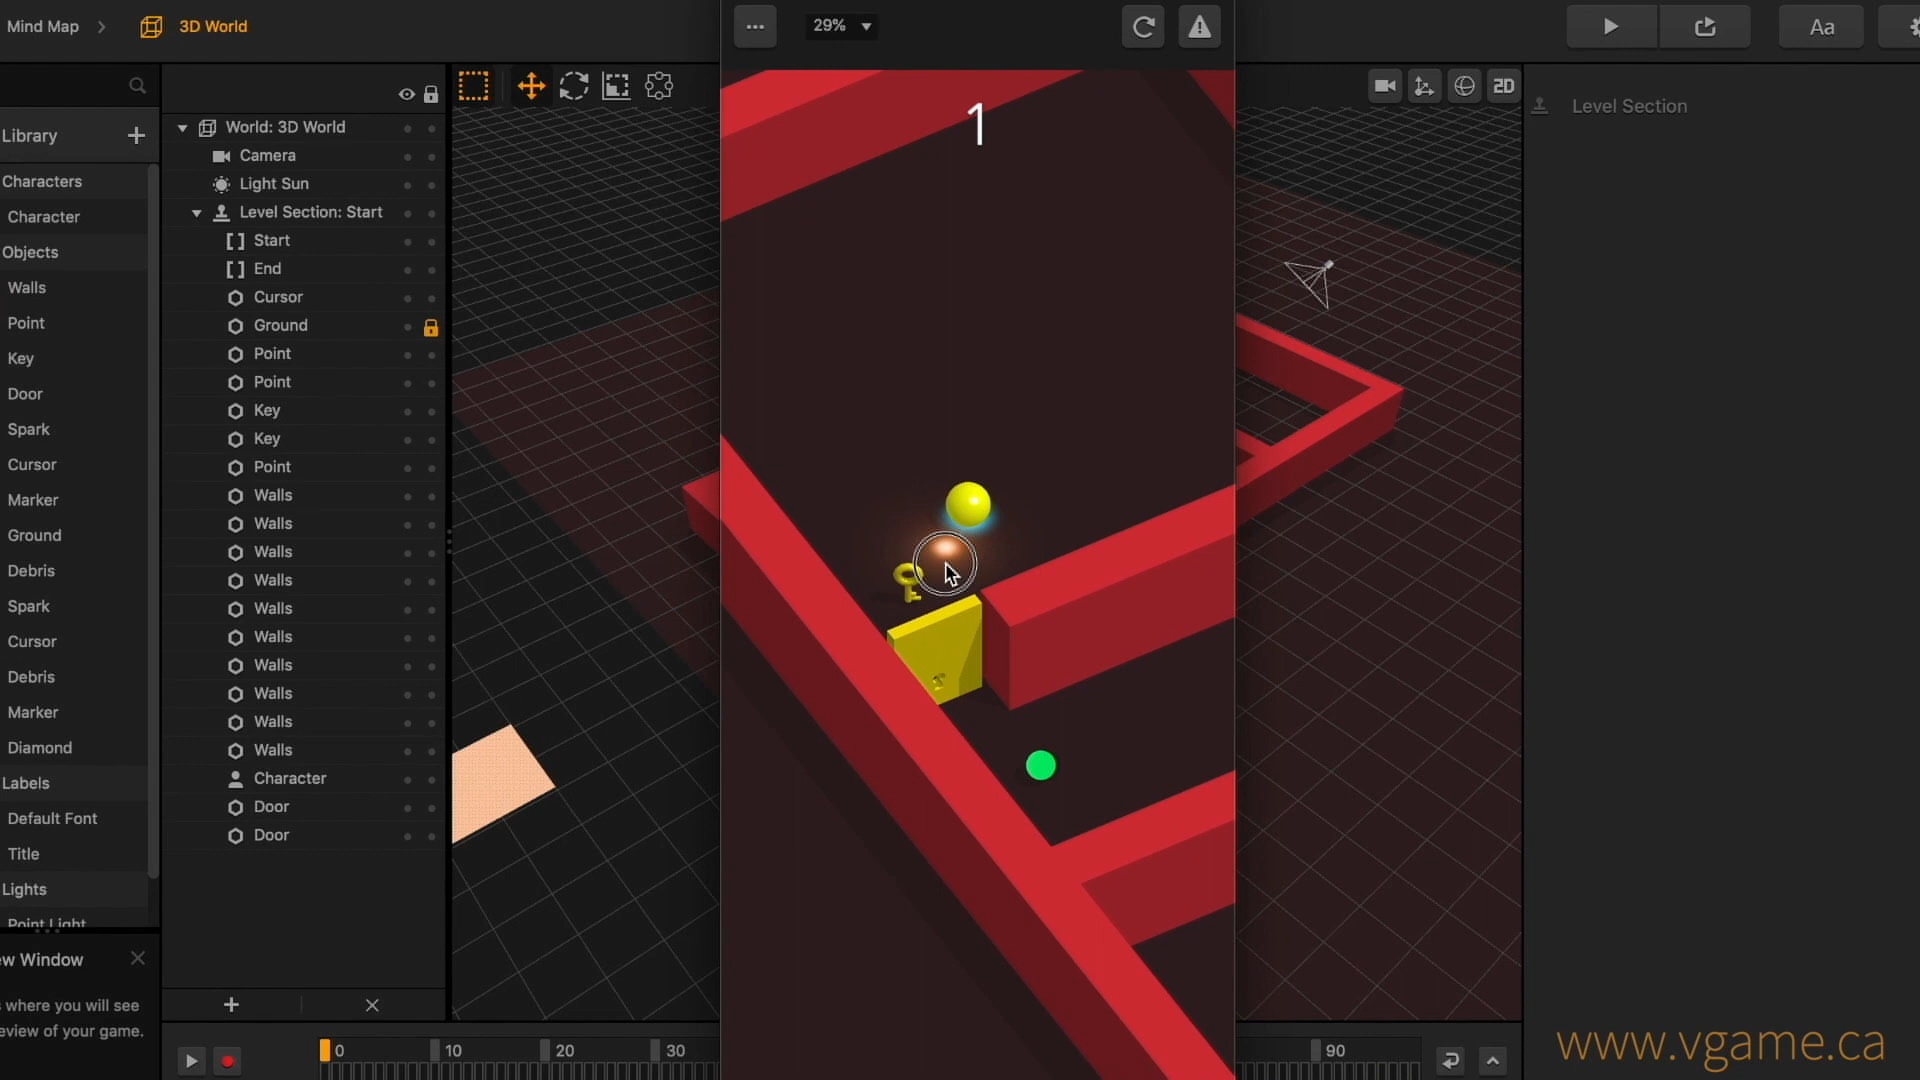 Mind Map
3D World
29%
Aa
Library
Characters
Character
Objects
Walls
Point
Key
Door
Spark
Cursor
Marker
Ground
Debris
Spark
Cursor
Debris
Marker
Diamond
Labels
Default Font
Title
Lights
Point Light
ew Window
s where you will see
eview of your game.
World: 3D World
Camera
Light Sun
Level Section: Start
Start
End
Cursor
Ground
Point
Point
Key
Key
Point
Walls
Walls
Walls
Walls
Walls
Walls
Walls
Walls
Walls
Walls
Character
Door
Door
1
2D
Level Section
0
10
20
30
90
www.vgame.ca